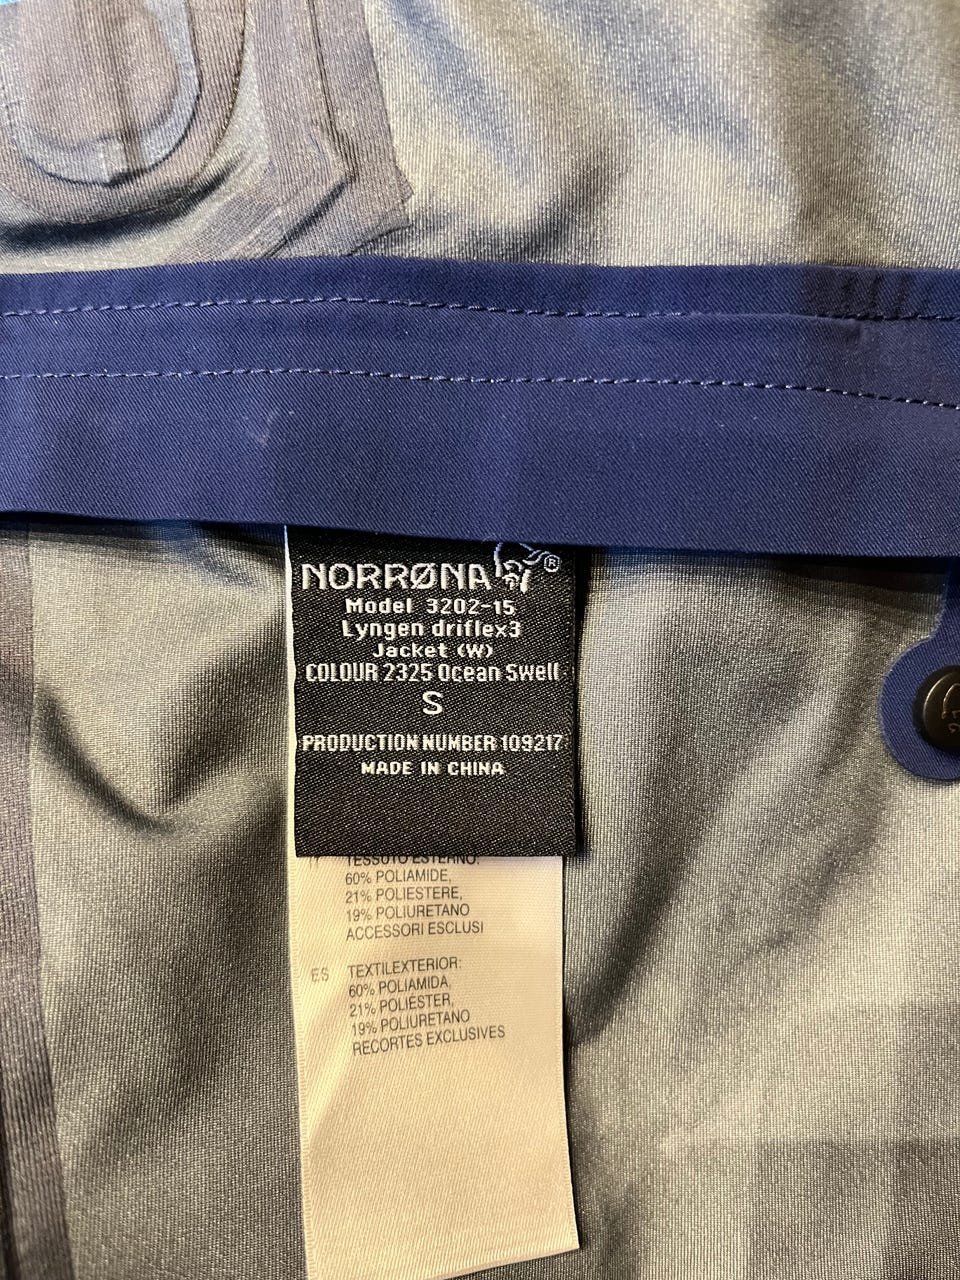 NORRØNA®
Model 3202-15
Lyngen driflex3
Jacket (W)
COLOUR 2325 Ocean Swell
S
PRODUCTION NUMBER 109217
MADE IN CHINA
IT TESSUTO ESTERNO:
60% POLIAMIDE,
21% POLIESTERE,
19% POLIURETANO
ACCESSORI ESCLUSI
ES TEXTILEXTERIOR:
60% POLIAMIDA,
21% POLIÉSTER,
19% POLIURETANO
RECORTES EXCLUSIVES